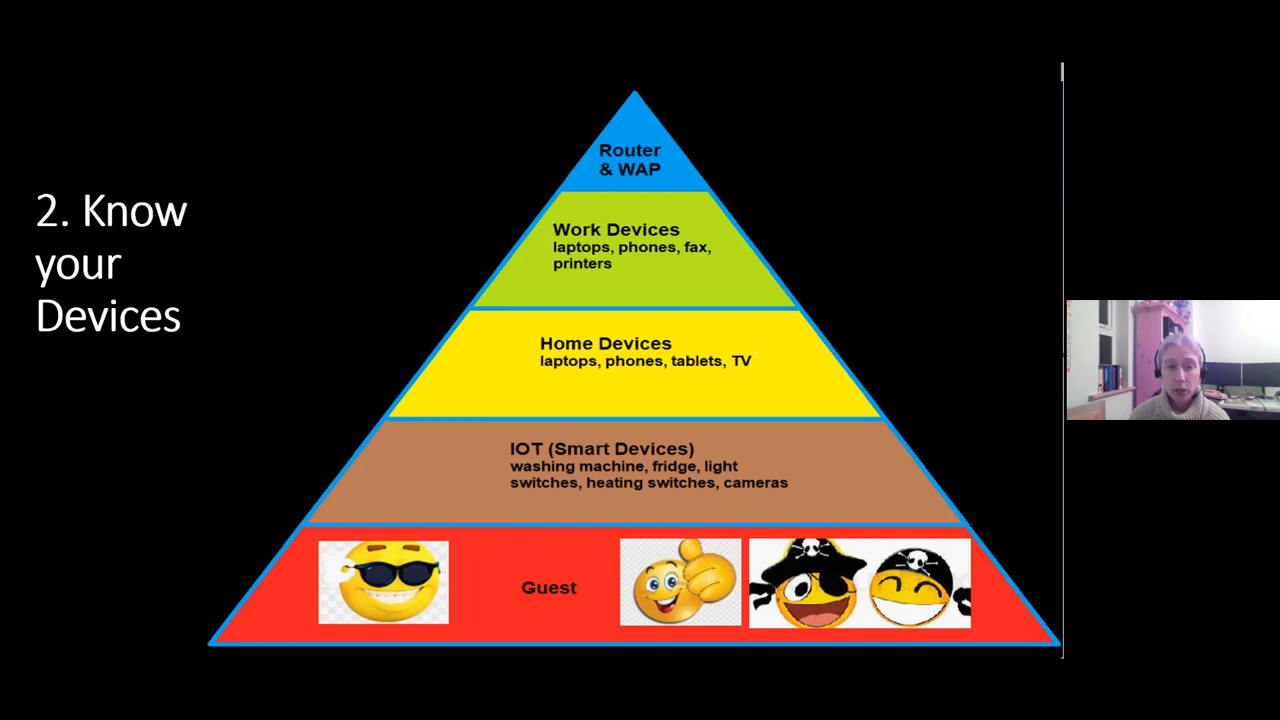 2. Know
your
Devices
Router
& WAP
Work Devices
laptops, phones, fax,
printers
Home Devices
laptops, phones, tablets, TV
IOT (Smart Devices)
washing machine, fridge, light
switches, heating switches, cameras
Guest